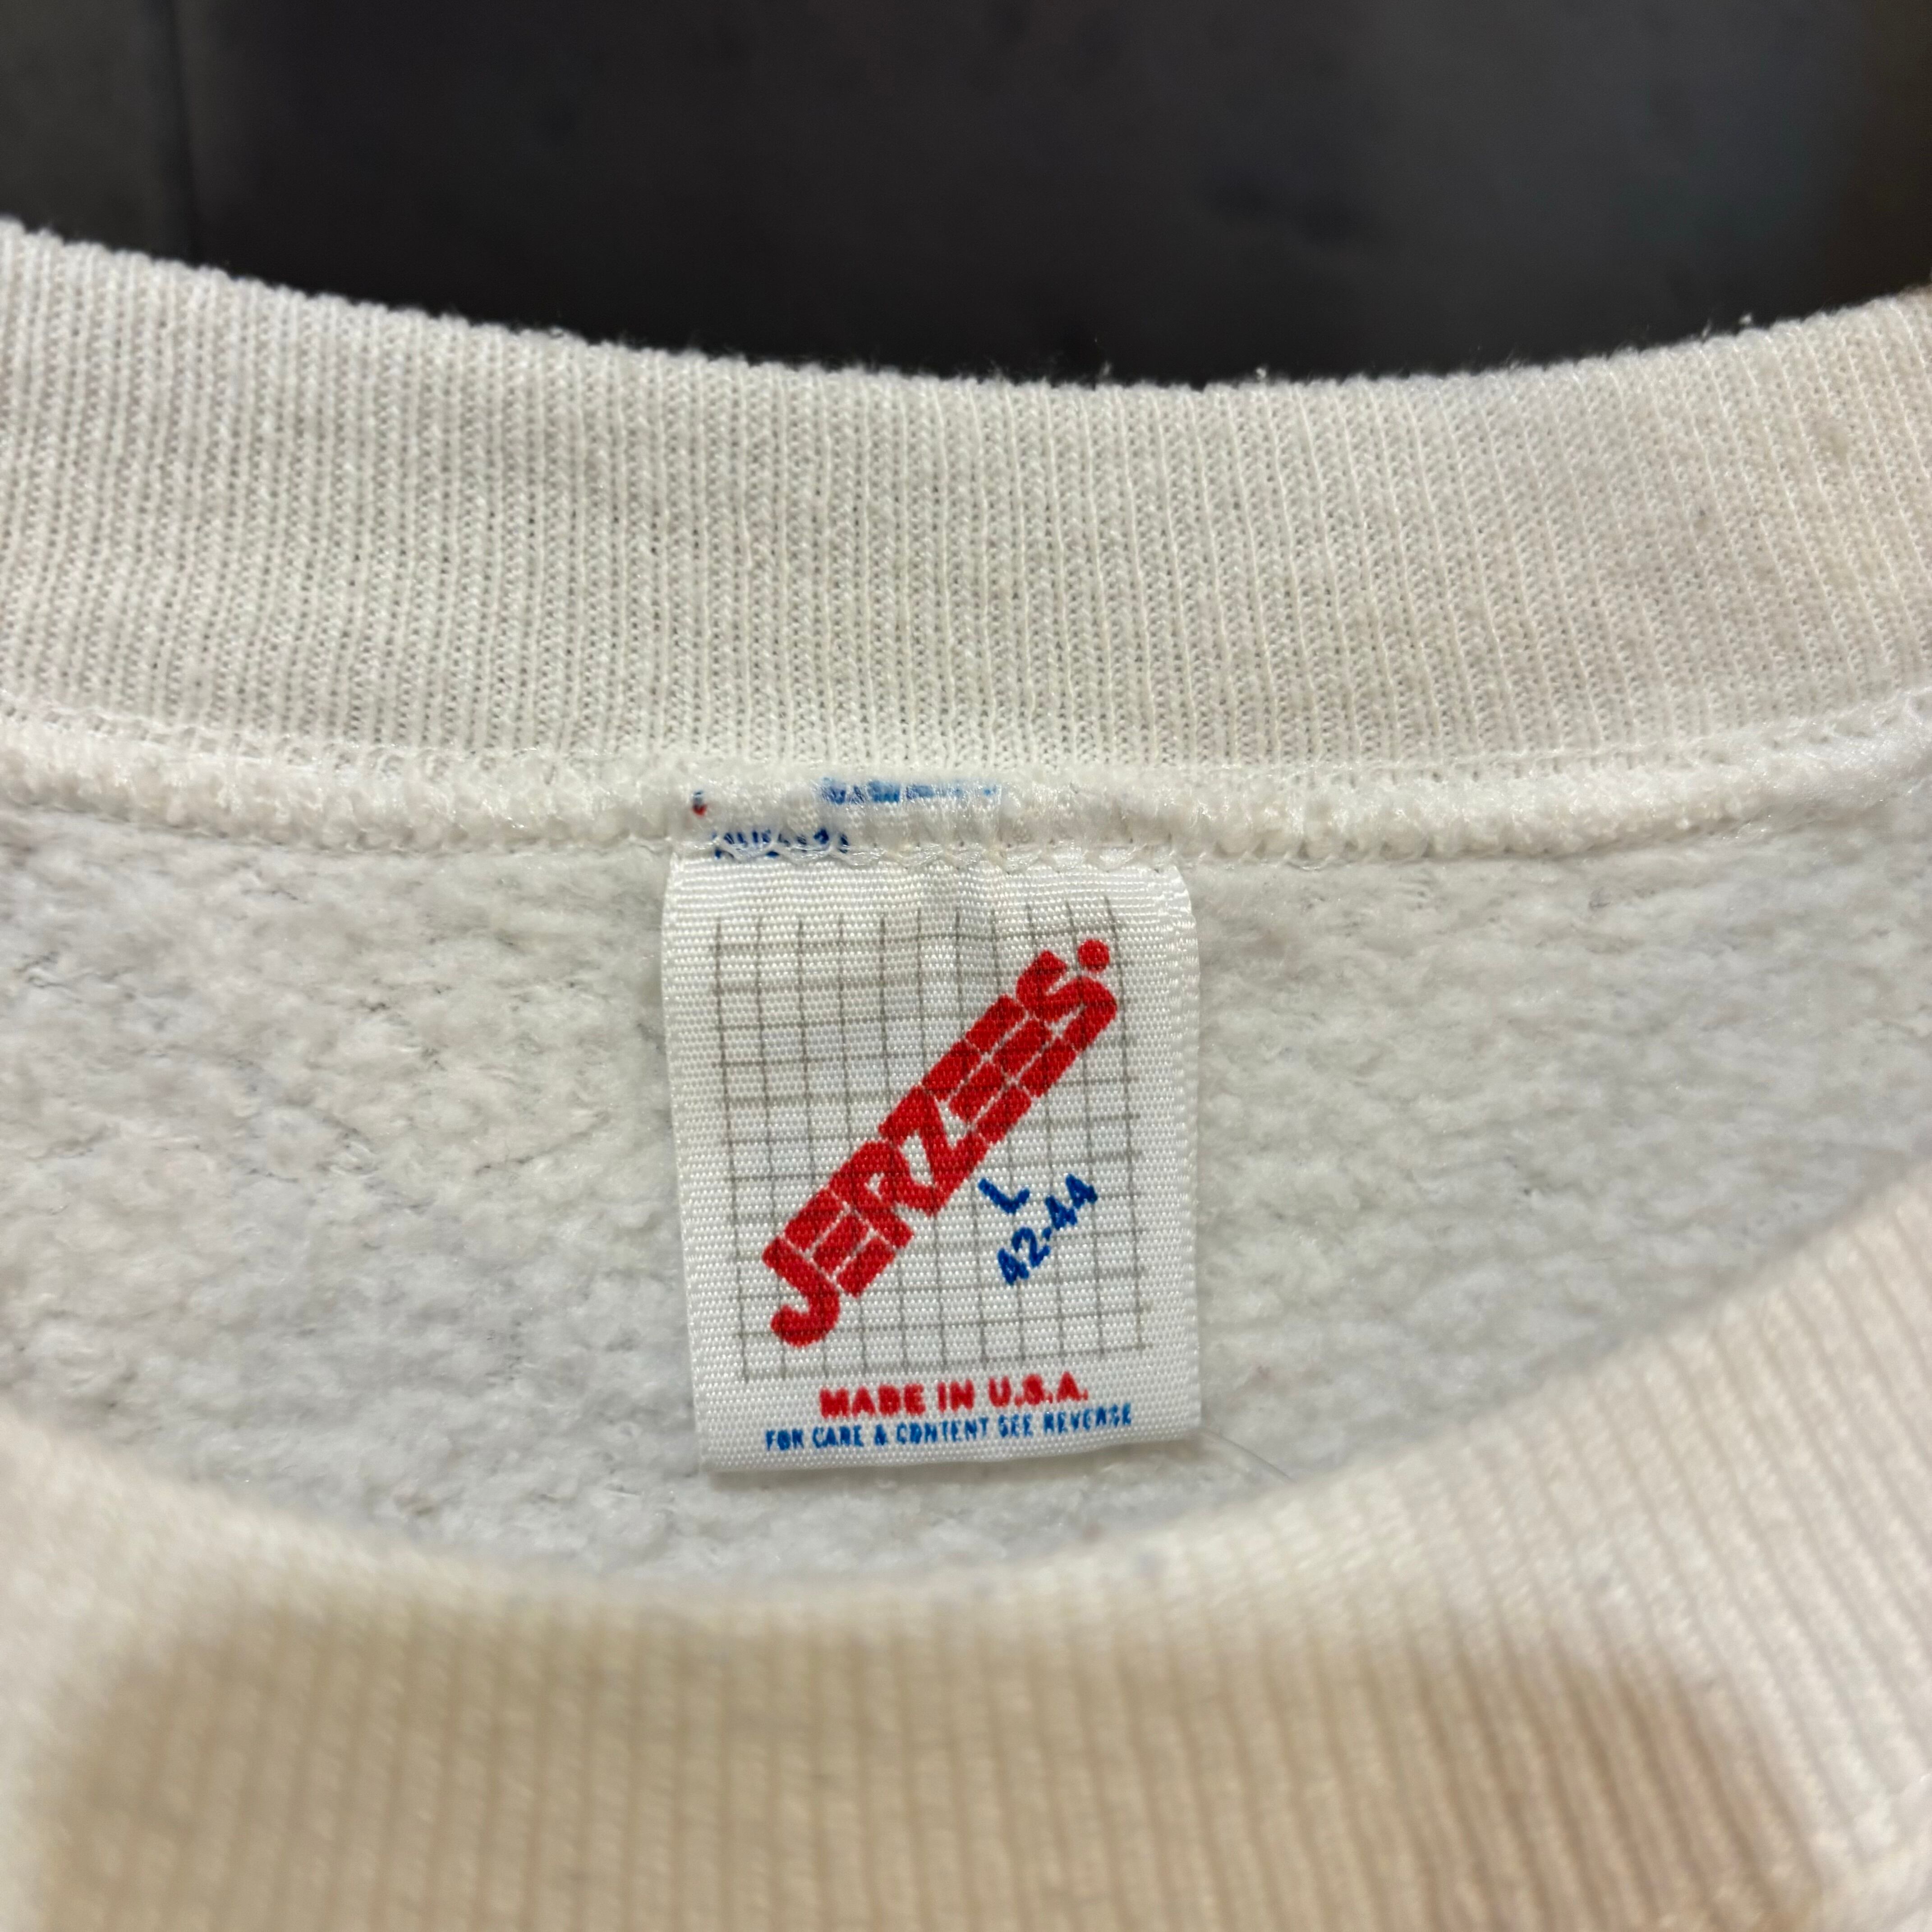 JERZEES.
L
42-44
MADE IN U.S.A.
FOR CARE & CONTENT SEE REVERSE